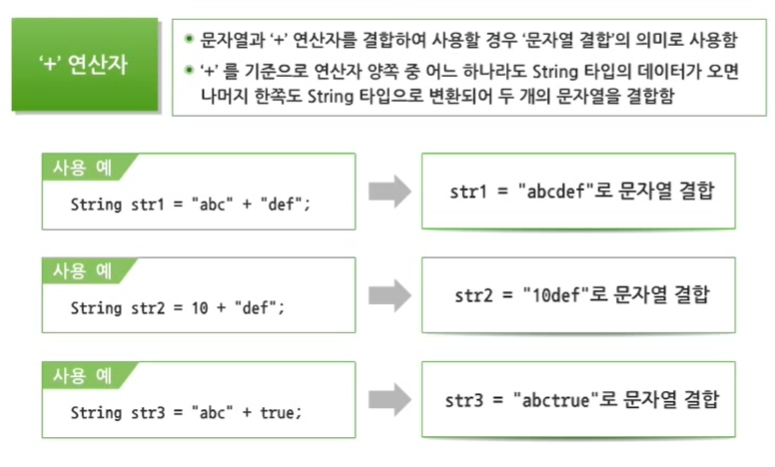 '+' 연산자
• 문자열과 '+' 연산자를 결합하여 사용할 경우 '문자열 결합'의 의미로 사용함
• '+' 를 기준으로 연산자 양쪽 중 어느 하나라도 String 타입의 데이터가 오면
나머지 한쪽도 String 타입으로 변환되어 두 개의 문자열을 결합함
사용 예
String str1 = "abc" + "def";
str1 = "abcdef"로 문자열 결합
사용 예
String str2 = 10 + "def";
str2 = "10def"로 문자열 결합
사용 예
String str3 = "abc" + true;
str3 = "abctrue"로 문자열 결합